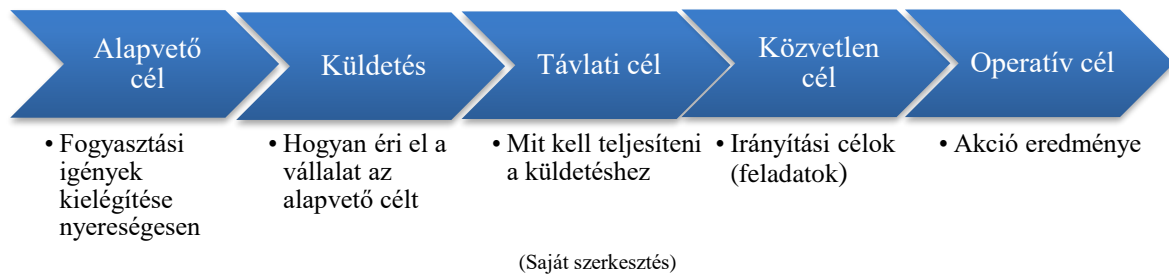 Alapvető
cél
Küldetés
Távlati cél
Közvetlen
cél
Operatív cél
• Fogyasztási
igények
kielégítése
nyereségesen
• Hogyan éri el a
vállalat az
alapvető célt
• Mit kell teljesíteni
a küldetéshez
• Irányítási célok
(feladatok)
• Akció eredménye
(Saját szerkesztés)